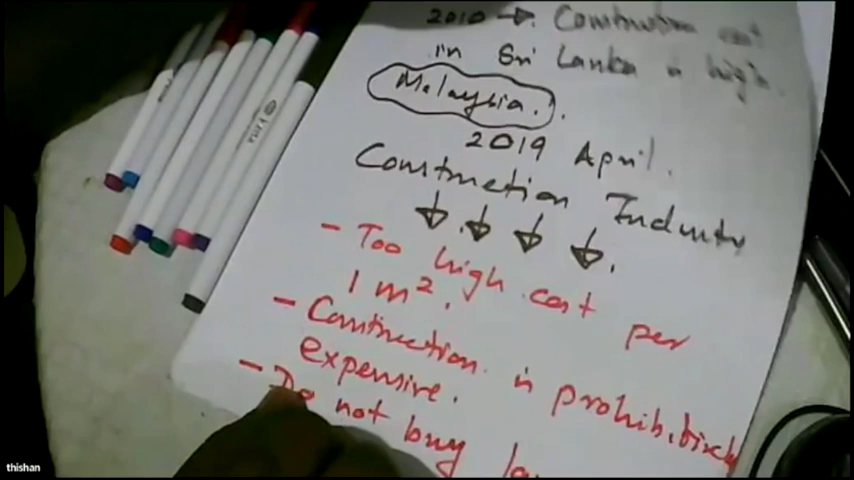 2010 → Construction cost
in Sri Lanka is high.
Malaysia.
2019 April.
Construction Industry
- Too high cost per
1 m².
- Construction is prohibitively
expensive.
- Do not buy
thishan